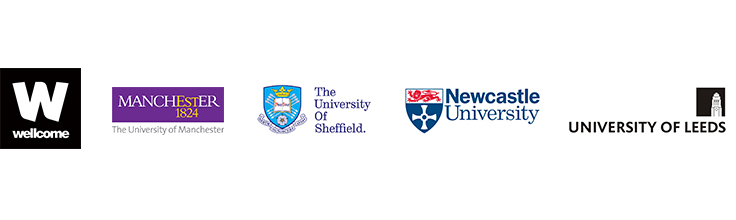 W
wellcome
MANCHESTER
1824
The University of Manchester
The
University
Of
Sheffield.
Newcastle
University
UNIVERSITY OF LEEDS